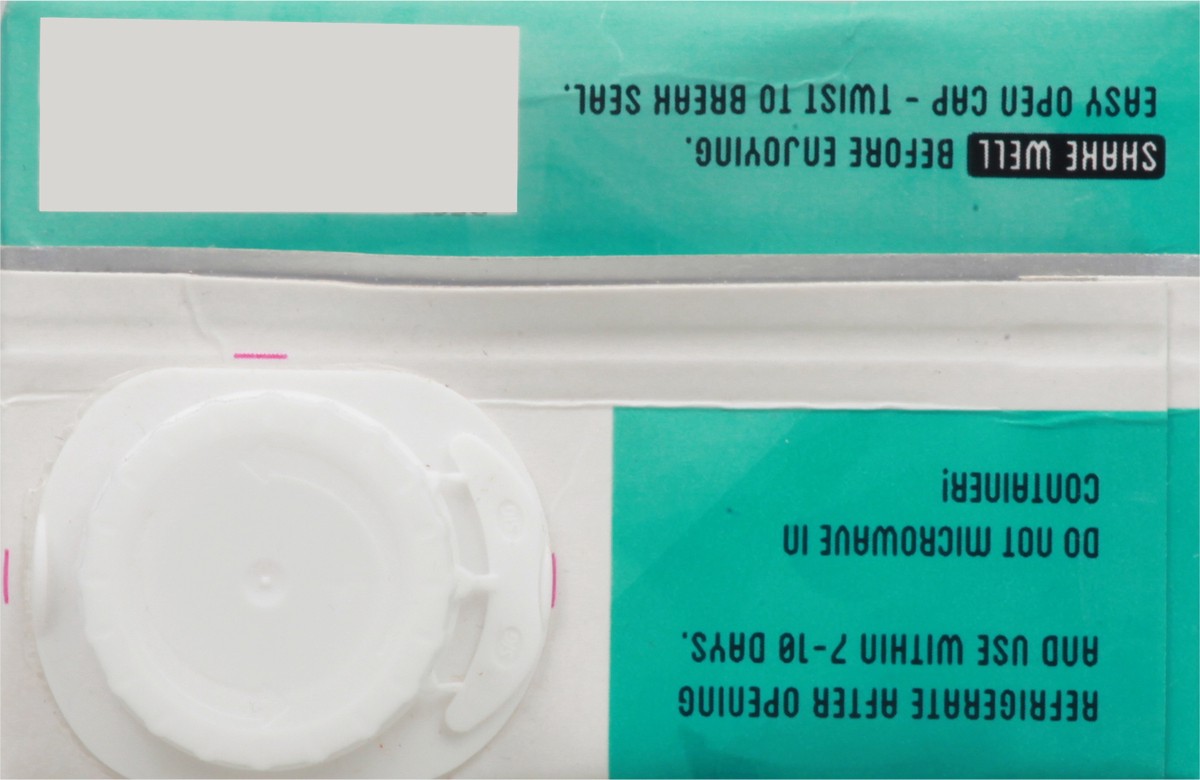 REFRIGERATE AFTER OPENING
AND USE WITHIN 7-10 DAYS.
DO NOT MICROWAVE IN
CONTAINER!
SHAKE WELL BEFORE ENJOYING.
EASY OPEN CAP - TWIST TO BREAK SEAL.